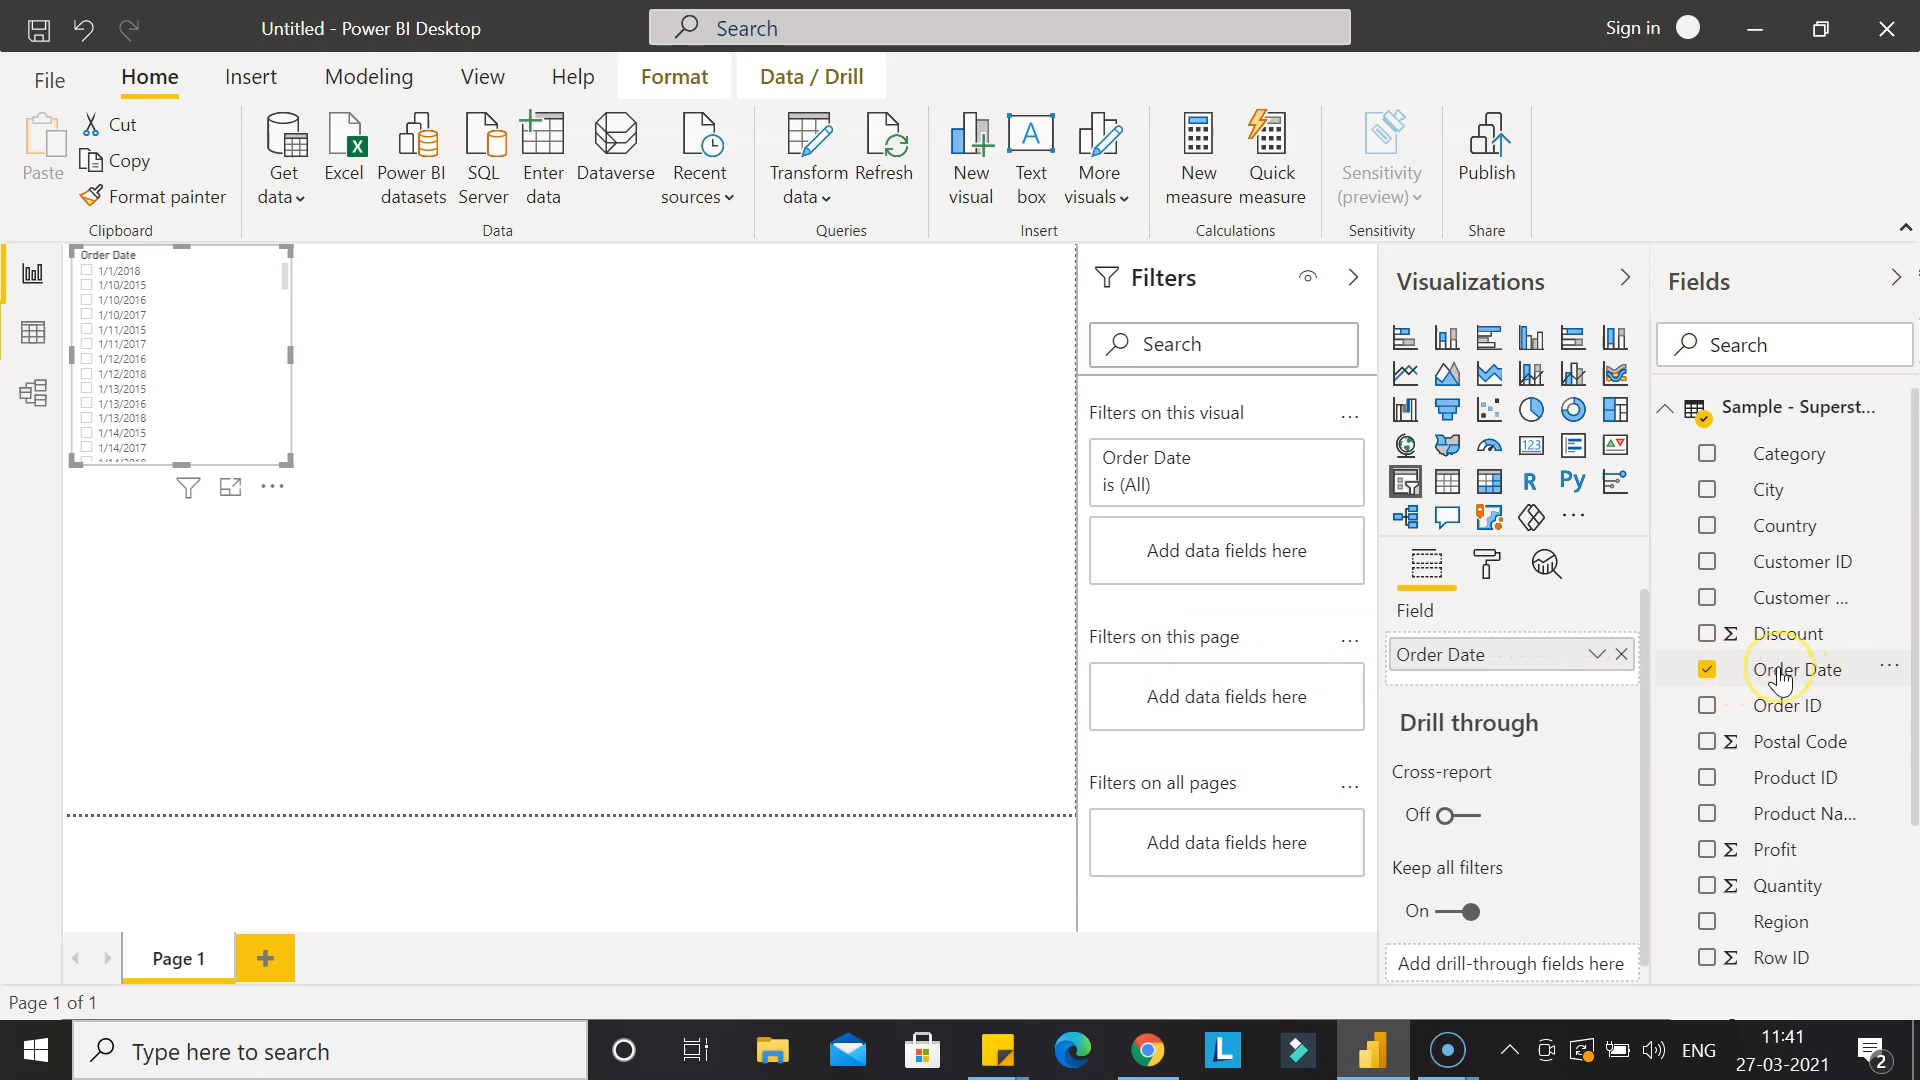 Untitled - Power BI Desktop
Search
Sign in
File
Home
Insert
Modeling
View
Help
Format
Data / Drill
Paste
Cut
Copy
Format painter
Clipboard
Get data
Excel
Power BI datasets
SQL Server
Enter data
Dataverse
Recent sources
Data
Transform data
Refresh
Queries
New visual
Text box
More visuals
Insert
New measure
Quick measure
Calculations
Sensitivity (preview)
Sensitivity
Publish
Share
Order Date
1/1/2018
1/10/2015
1/10/2016
1/10/2017
1/11/2015
1/11/2017
1/12/2016
1/12/2018
1/13/2015
1/13/2016
1/13/2018
1/14/2015
1/14/2017
Filters
Search
Filters on this visual
Order Date
is (All)
Add data fields here
Filters on this page
Add data fields here
Filters on all pages
Add data fields here
Visualizations
123
R
Py
Field
Order Date
Drill through
Cross-report
Off
Keep all filters
On
Add drill-through fields here
Fields
Search
Sample - Superst...
Category
City
Country
Customer ID
Customer ...
Discount
Order Date
Order ID
Postal Code
Product ID
Product Na...
Profit
Quantity
Region
Row ID
Page 1
Page 1 of 1
Type here to search
L
ENG
11:41
27-03-2021
2